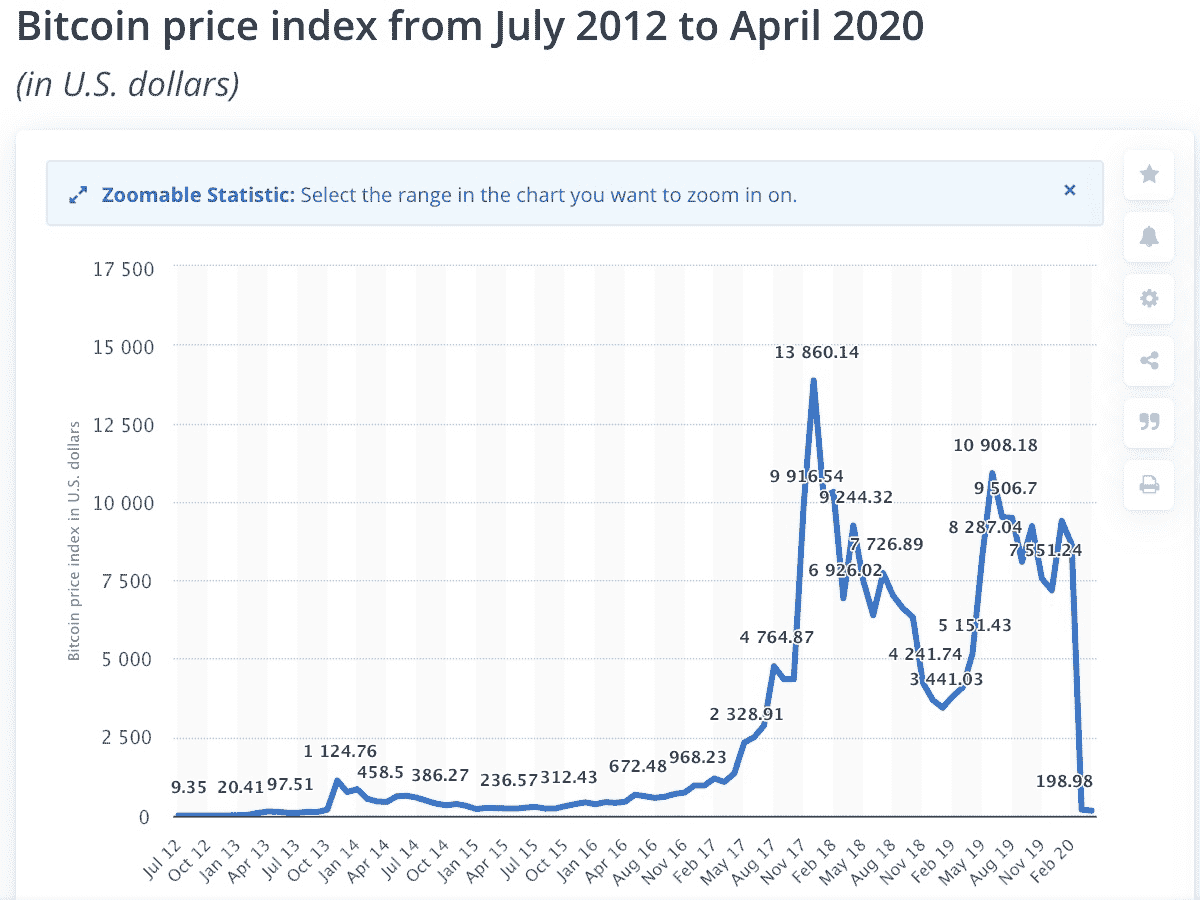 Bitcoin price index from July 2012 to April 2020
(in U.S. dollars)
Zoomable Statistic: Select the range in the chart you want to zoom in on.
×
Bitcoin price index in U.S. dollars
17 500
15 000
12 500
10 000
7 500
5 000
2 500
0
9.35
20.41
97.51
1 124.76
458.5
386.27
236.57
312.43
672.48
968.23
2 328.91
4 764.87
9 916.54
13 860.14
9 244.32
6 926.02
7 726.89
4 241.74
3 441.03
5 151.43
8 287.04
10 908.18
9 506.7
7 551.24
198.98
Jul 12
Oct 12
Jan 13
Apr 13
Jul 13
Oct 13
Jan 14
Apr 14
Jul 14
Oct 14
Jan 15
Apr 15
Jul 15
Oct 15
Jan 16
Apr 16
Aug 16
Nov 16
Feb 17
May 17
Aug 17
Nov 17
Feb 18
May 18
Aug 18
Nov 18
Feb 19
May 19
Aug 19
Nov 19
Feb 20